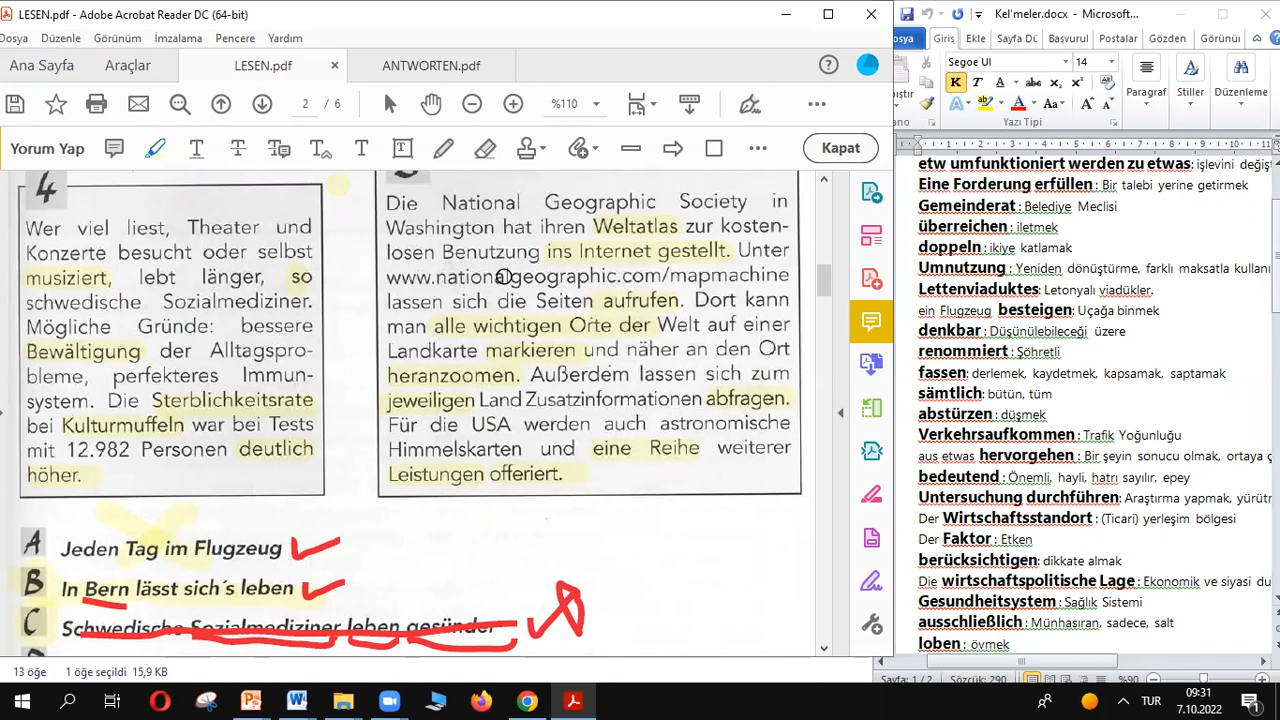 LESEN.pdf - Adobe Acrobat Reader DC (64-bit)
Dosya Düzenle Görünüm İmzalama Pencere Yardım
Ana Sayfa Araçlar LESEN.pdf × ANTWORTEN.pdf
2 / 6 %110
Yorum Yap Kapat
4
Wer viel liest, Theater und
Konzerte besucht oder selbst
musiziert, lebt länger, so
schwedische Sozialmediziner.
Mögliche Gründe: bessere
Bewältigung der Alltagspro-
bleme, perfekteres Immun-
system. Die Sterblichkeitsrate
bei Kulturmuffeln war bei Tests
mit 12.982 Personen deutlich
höher.
Die National Geographic Society in
Washington hat ihren Weltatlas zur kosten-
losen Benutzung ins Internet gestellt. Unter
www.nationalgeographic.com/mapmachine
lassen sich die Seiten aufrufen. Dort kann
man alle wichtigen Orte der Welt auf einer
Landkarte markieren und näher an den Ort
heranzoomen. Außerdem lassen sich zum
jeweiligen Land Zusatzinformationen abfragen.
Für die USA werden auch astronomische
Himmelskarten und eine Reihe weiterer
Leistungen offeriert.
A Jeden Tag im Flugzeug
B In Bern lässt sich´s leben
C Schwedische Sozialmediziner leben gesünder
13 öğe 1 öğe seçildi 15,9 KB
Kel'meler.docx - Microsoft...
Dosya Giriş Ekle Sayfa Dü Başvurul Postalar Gözden Görünü
Segoe UI 14
K T A abc x₂ x²
Aa A A
Paragraf Stiller Düzenleme
Yazı Tipi
etw umfunktioniert werden zu etwas: işlevini değişt
Eine Forderung erfüllen : Bir talebi yerine getirmek
Gemeinderat : Belediye Meclisi
überreichen : iletmek
doppeln : ikiye katlamak
Umnutzung : Yeniden dönüştürme, farklı maksatla kullanı
Lettenviaduktes : Letonyalı viadükler,
ein Flugzeug besteigen : Uçağa binmek
denkbar : Düşünülebileceği üzere
renommiert : Şöhretli
fassen: derlemek, kaydetmek, kapsamak, saptamak
sämtlich: bütün, tüm
abstürzen : düşmek
Verkehrsaufkommen : Trafik Yoğunluğu
aus etwas hervorgehen : Bir şeyin sonucu olmak, ortaya ç
bedeutend : Önemli, hayli, hatrı sayılır, epey
Untersuchung durchführen: Araştırma yapmak, yürütr
Der Wirtschaftsstandort : (Ticari) yerleşim bölgesi
Der Faktor : Etken
berücksichtigen : dikkate almak
Die wirtschaftspolitische Lage : Ekonomik ve siyasi du
Gesundheitsystem : Sağlık Sistemi
ausschließlich : Münhasıran, sadece, salt
loben : övmek
Sayfa: 1 / 2 Sözcük: 290 %90
TUR 09:31
7.10.2022